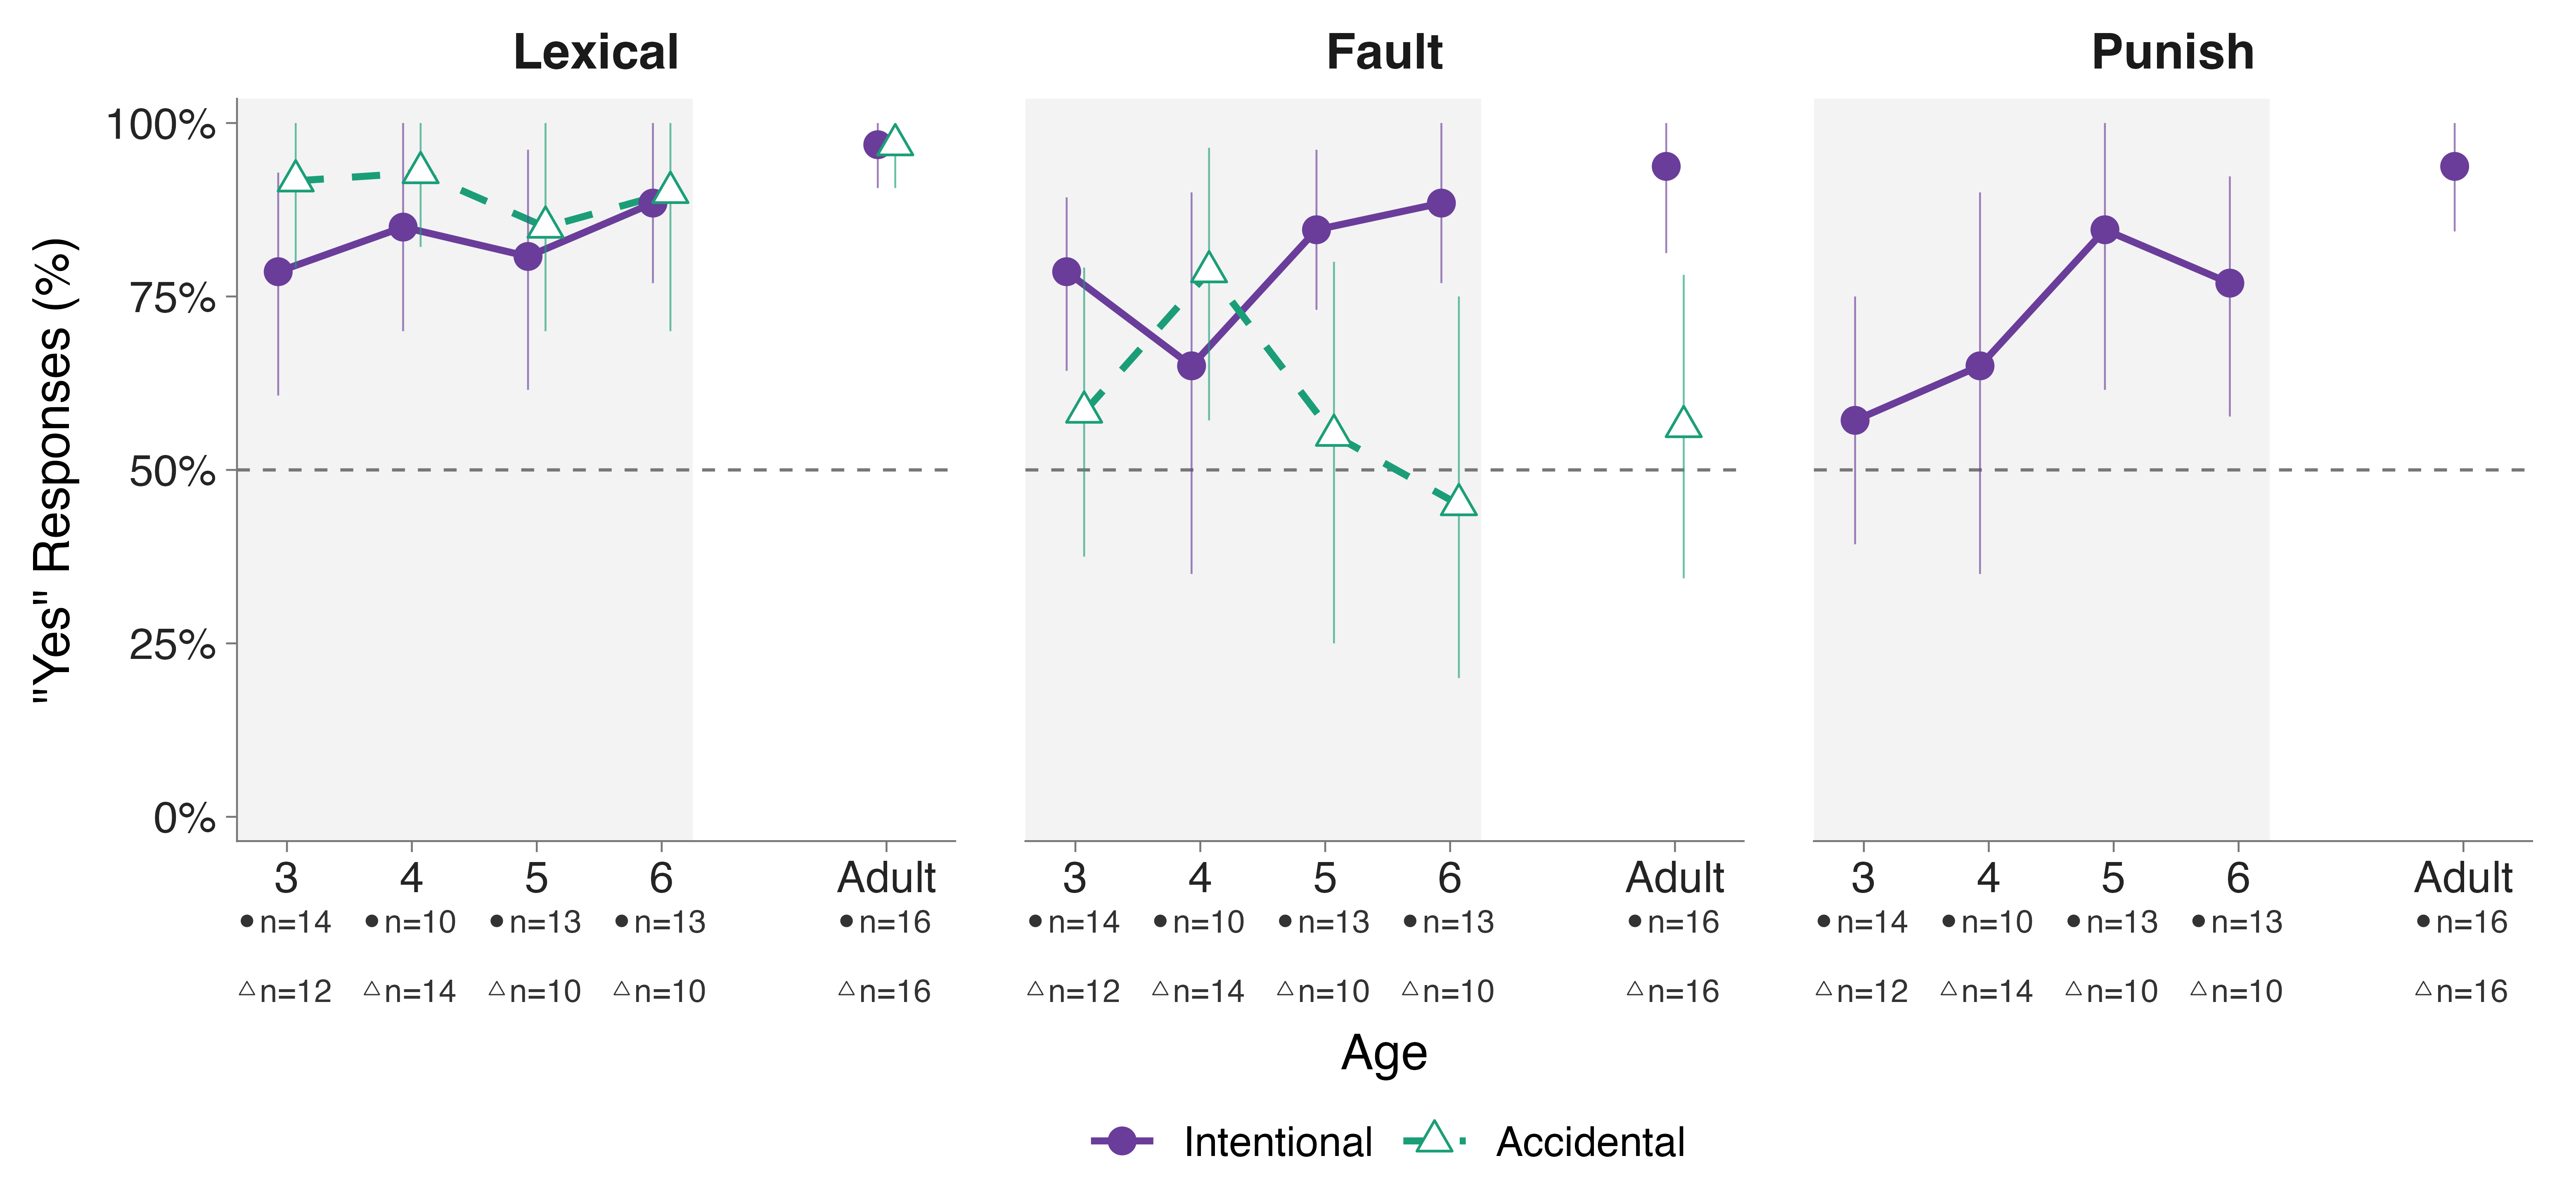 Lexical Fault Punish
"Yes" Responses (%)
100%
75%
50%
25%
0%
3 4 5 6 Adult 3 4 5 6 Adult 3 4 5 6 Adult
●n=14 ●n=10 ●n=13 ●n=13 ●n=16 ●n=14 ●n=10 ●n=13 ●n=13 ●n=16 ●n=14 ●n=10 ●n=13 ●n=13 ●n=16
△n=12 △n=14 △n=10 △n=10 △n=16 △n=12 △n=14 △n=10 △n=10 △n=16 △n=12 △n=14 △n=10 △n=10 △n=16
Age
Intentional Accidental